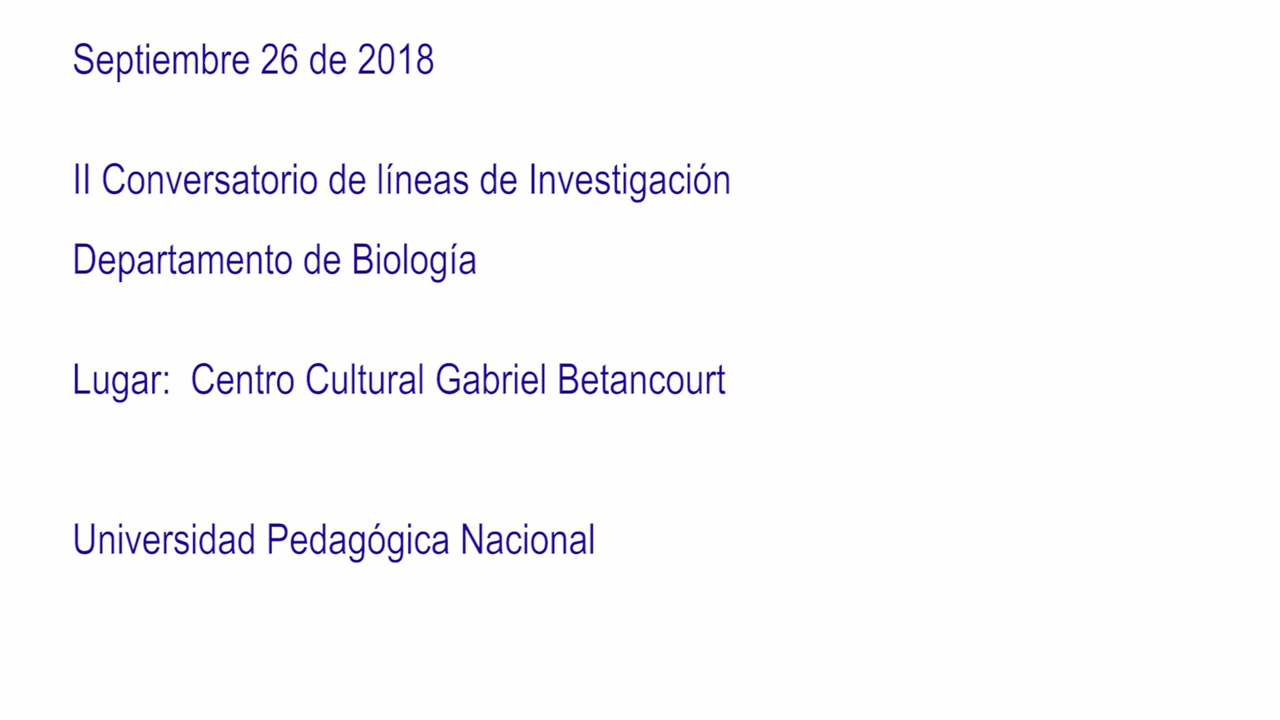 Septiembre 26 de 2018
II Conversatorio de líneas de Investigación
Departamento de Biología
Lugar:  Centro Cultural Gabriel Betancourt
Universidad Pedagógica Nacional